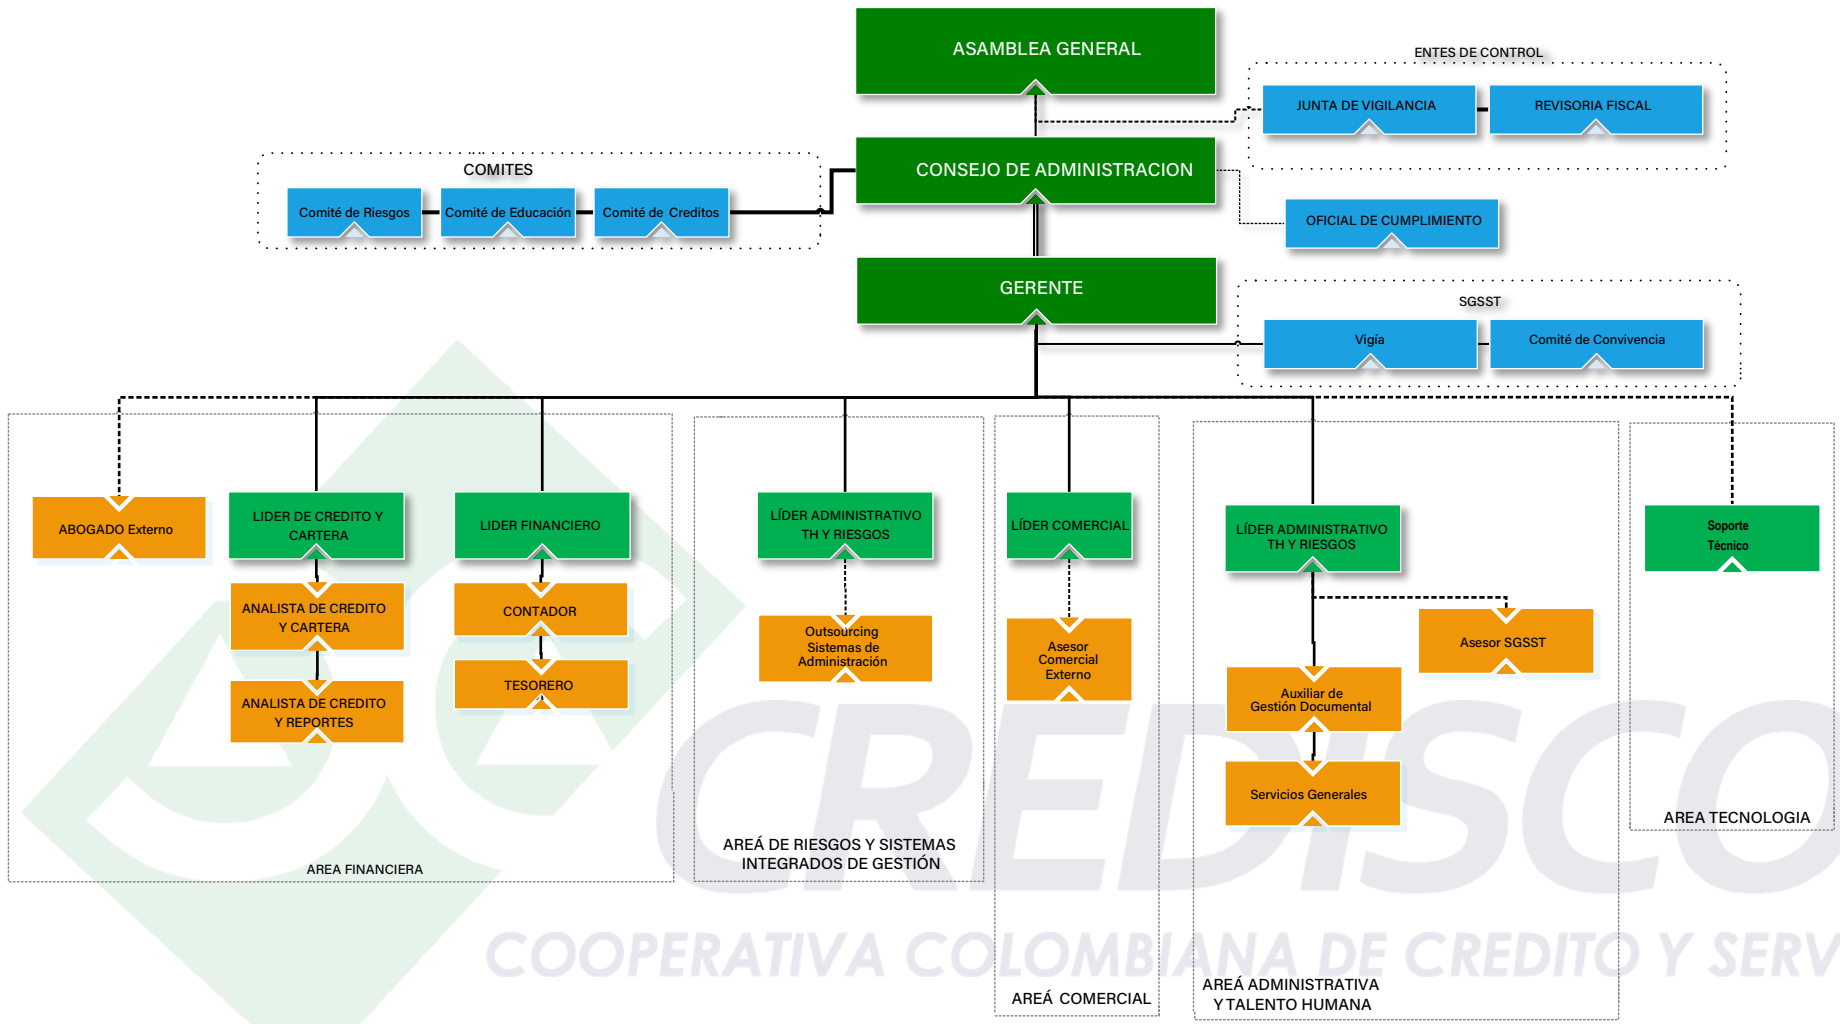 ASAMBLEA GENERAL
ENTES DE CONTROL
JUNTA DE VIGILANCIA
REVISORIA FISCAL
COMITES
CONSEJO DE ADMINISTRACION
Comité de Riesgos
Comité de Educación
Comité de Creditos
OFICIAL DE CUMPLIMIENTO
GERENTE
SGSST
Vigía
Comité de Convivencia
ABOGADO Externo
LIDER DE CREDITO Y
CARTERA
LIDER FINANCIERO
LÍDER ADMINISTRATIVO
TH Y RIESGOS
LÍDER COMERCIAL
LÍDER ADMINISTRATIVO
TH Y RIESGOS
Soporte
Técnico
ANALISTA DE CREDITO
Y CARTERA
CONTADOR
Outsourcing
Sistemas de
Administración
Asesor
Comercial
Externo
Asesor SGSST
ANALISTA DE CREDITO
Y REPORTES
TESORERO
Auxiliar de
Gestión Documental
Servicios Generales
AREA FINANCIERA
AREÁ DE RIESGOS Y SISTEMAS
INTEGRADOS DE GESTIÓN
AREÁ COMERCIAL
AREÁ ADMINISTRATIVA
Y TALENTO HUMANA
AREA TECNOLOGIA
CREDISCO
COOPERATIVA COLOMBIANA DE CREDITO Y SERV